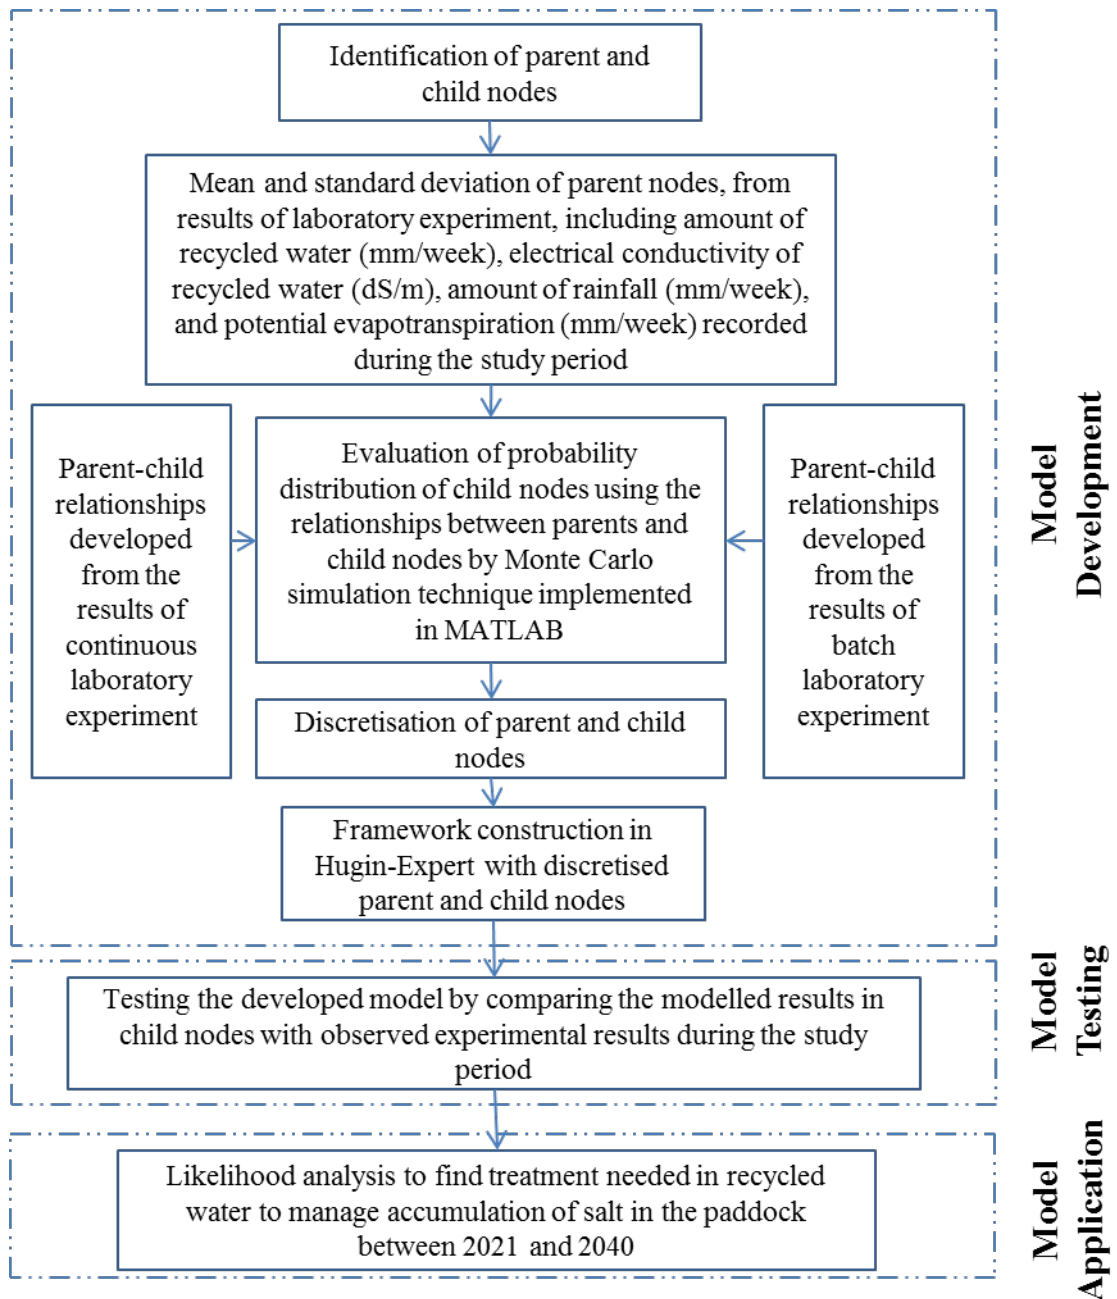 Identification of parent and
child nodes
Mean and standard deviation of parent nodes, from
results of laboratory experiment, including amount of
recycled water (mm/week), electrical conductivity of
recycled water (dS/m), amount of rainfall (mm/week),
and potential evapotranspiration (mm/week) recorded
during the study period
Parent-child
relationships
developed
from the
results of
continuous
laboratory
experiment
Evaluation of probability
distribution of child nodes using the
relationships between parents and
child nodes by Monte Carlo
simulation technique implemented
in MATLAB
Parent-child
relationships
developed
from the
results of
batch
laboratory
experiment
Discretisation of parent and child
nodes
Framework construction in
Hugin-Expert with discretised
parent and child nodes
Model
Development
Testing the developed model by comparing the modelled results in
child nodes with observed experimental results during the study
period
Model
Testing
Likelihood analysis to find treatment needed in recycled
water to manage accumulation of salt in the paddock
between 2021 and 2040
Model
Application